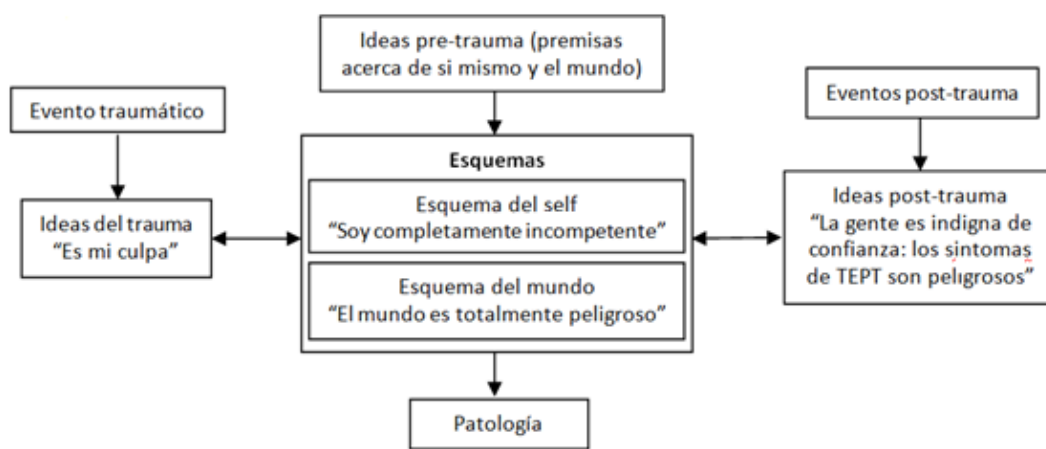 Ideas pre-trauma (premisas
acerca de si mismo y el mundo)
Evento traumático
Eventos post-trauma
Esquemas
Esquema del self
“Soy completamente incompetente”
Esquema del mundo
“El mundo es totalmente peligroso”
Ideas del trauma
“Es mi culpa”
Ideas post-trauma
“La gente es indigna de
confianza: los síntomas
de TEPT son peligrosos”
Patología